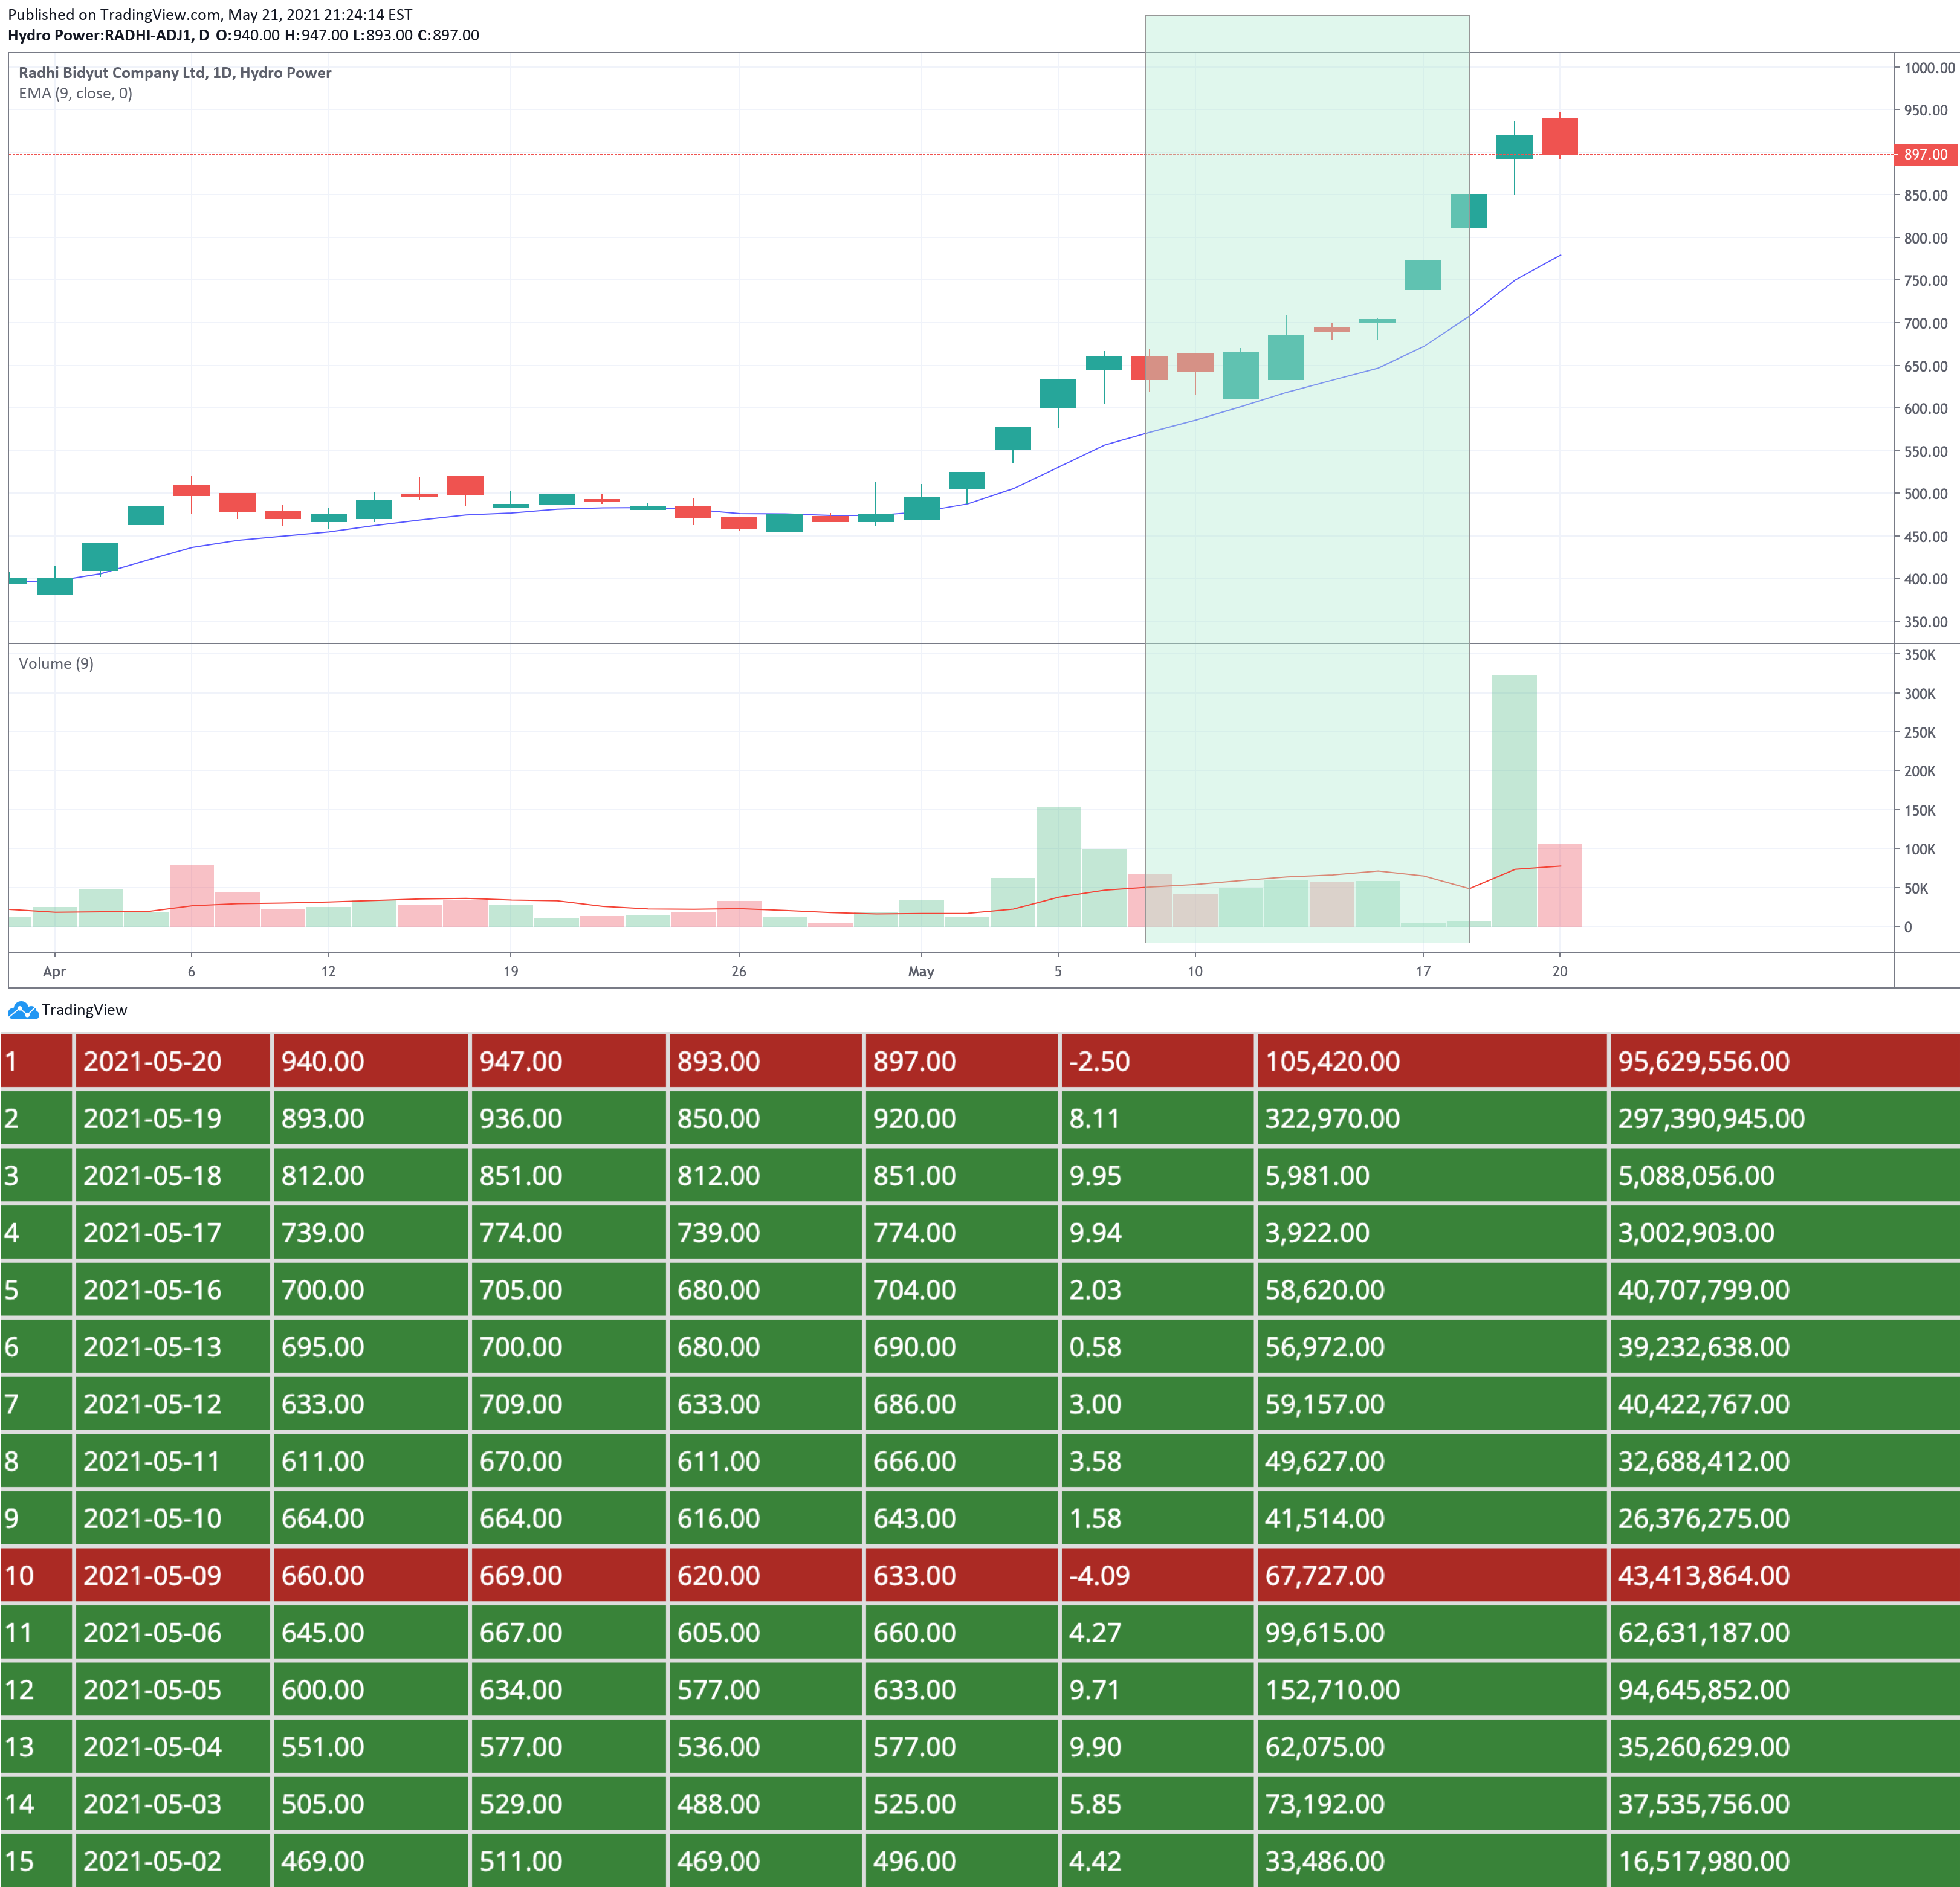 Published on TradingView.com, May 21, 2021 21:24:14 EST
Hydro Power:RADHI-ADJ1, D O:940.00 H:947.00 L:893.00 C:897.00
Radhi Bidyut Company Ltd, 1D, Hydro Power
EMA (9, close, 0)
1000.00
950.00
897.00
850.00
800.00
750.00
700.00
650.00
600.00
550.00
500.00
450.00
400.00
350.00
Volume (9)
350K
300K
250K
200K
150K
100K
50K
0
Apr 6 12 19 26 May 5 10 17 20
TradingView
1 2021-05-20 940.00 947.00 893.00 897.00 -2.50 105,420.00 95,629,556.00
2 2021-05-19 893.00 936.00 850.00 920.00 8.11 322,970.00 297,390,945.00
3 2021-05-18 812.00 851.00 812.00 851.00 9.95 5,981.00 5,088,056.00
4 2021-05-17 739.00 774.00 739.00 774.00 9.94 3,922.00 3,002,903.00
5 2021-05-16 700.00 705.00 680.00 704.00 2.03 58,620.00 40,707,799.00
6 2021-05-13 695.00 700.00 680.00 690.00 0.58 56,972.00 39,232,638.00
7 2021-05-12 633.00 709.00 633.00 686.00 3.00 59,157.00 40,422,767.00
8 2021-05-11 611.00 670.00 611.00 666.00 3.58 49,627.00 32,688,412.00
9 2021-05-10 664.00 664.00 616.00 643.00 1.58 41,514.00 26,376,275.00
10 2021-05-09 660.00 669.00 620.00 633.00 -4.09 67,727.00 43,413,864.00
11 2021-05-06 645.00 667.00 605.00 660.00 4.27 99,615.00 62,631,187.00
12 2021-05-05 600.00 634.00 577.00 633.00 9.71 152,710.00 94,645,852.00
13 2021-05-04 551.00 577.00 536.00 577.00 9.90 62,075.00 35,260,629.00
14 2021-05-03 505.00 529.00 488.00 525.00 5.85 73,192.00 37,535,756.00
15 2021-05-02 469.00 511.00 469.00 496.00 4.42 33,486.00 16,517,980.00